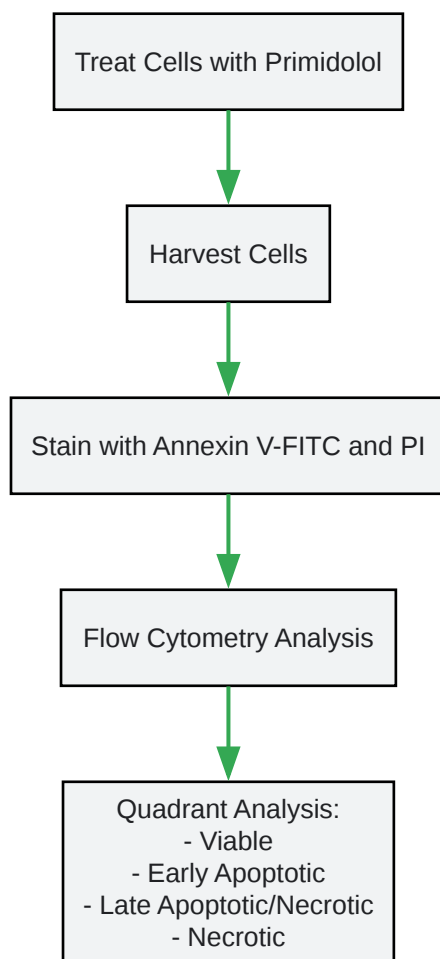 Treat Cells with Primidolol
Harvest Cells
Stain with Annexin V-FITC and PI
Flow Cytometry Analysis
Quadrant Analysis:
- Viable
- Early Apoptotic
- Late Apoptotic/Necrotic
- Necrotic